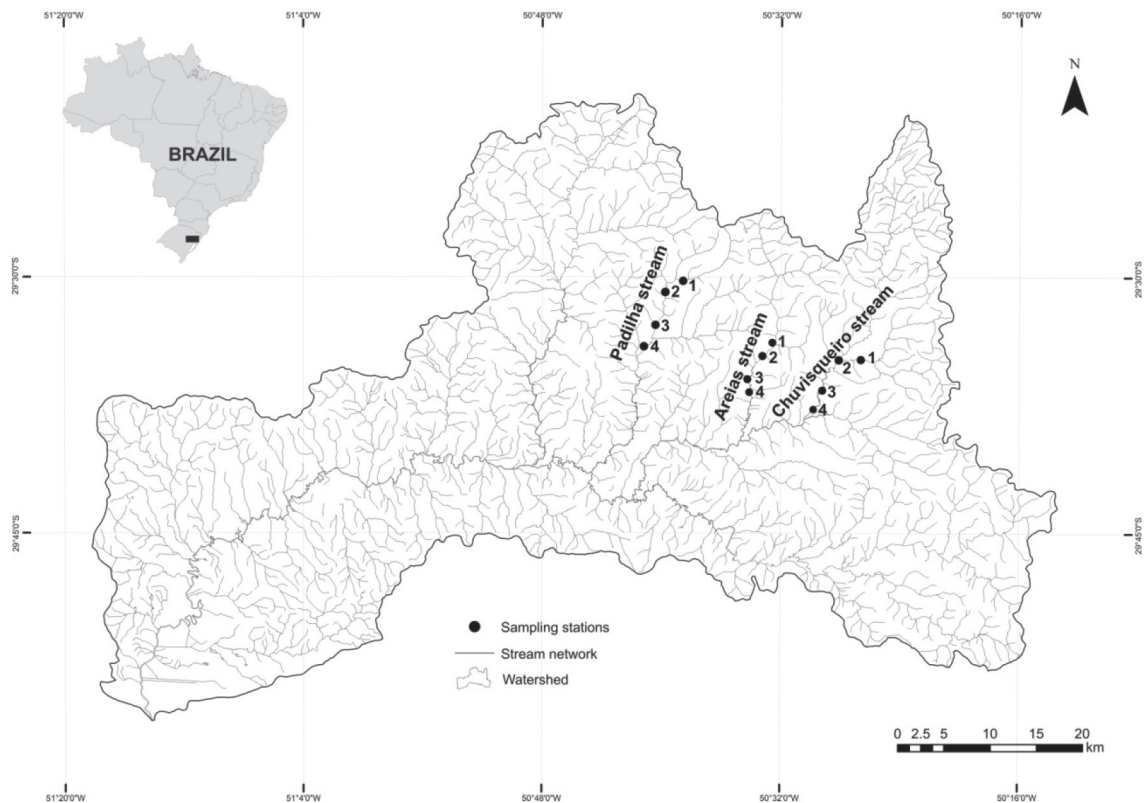 51°20'0"W
51°4'0"W
50°48'0"W
50°32'0"W
50°16'0"W
N
BRAZIL
29°30'0"S
29°30'0"S
Padilha stream
1
2
3
4
Areias stream
1
2
3
4
Chuvisqueiro stream
1
2
3
4
29°45'0"S
29°45'0"S
Sampling stations
Stream network
Watershed
0 2.5 5 10 15 20
km
51°20'0"W
51°4'0"W
50°48'0"W
50°32'0"W
50°16'0"W